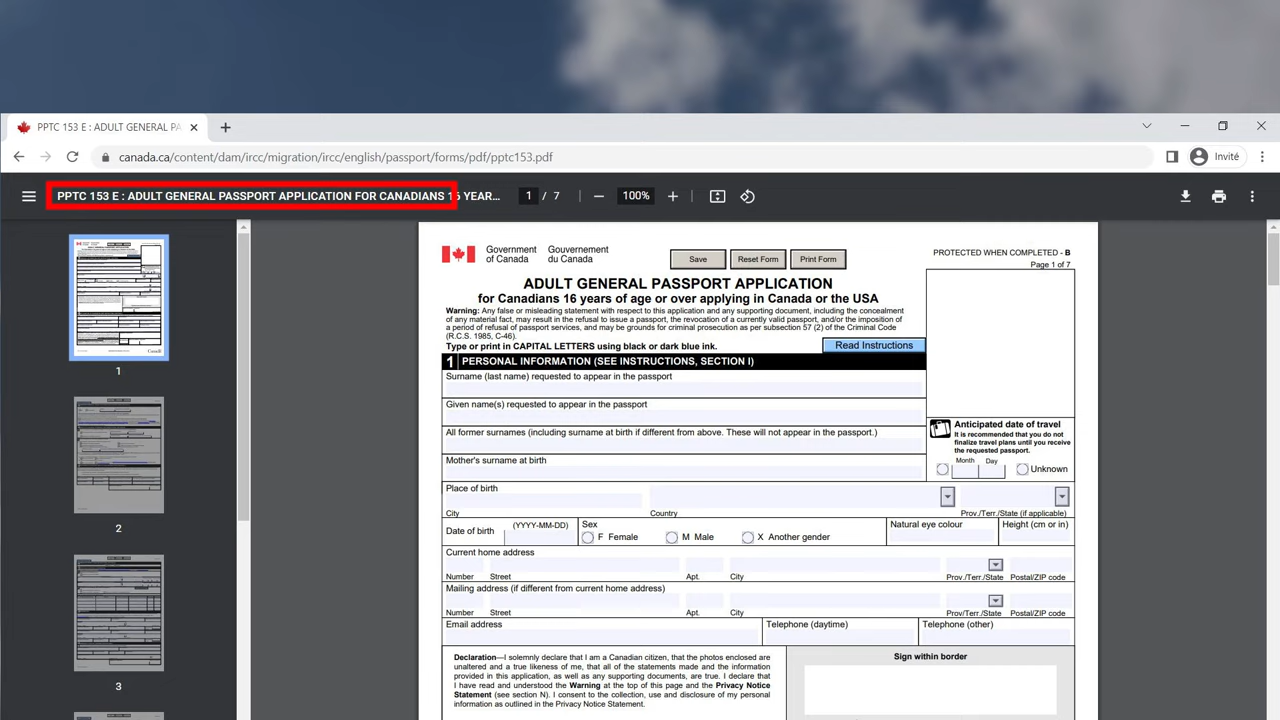 PPTC 153 E : ADULT GENERAL PA
canada.ca/content/dam/ircc/migration/ircc/english/passport/forms/pdf/pptc153.pdf
Invité
PPTC 153 E : ADULT GENERAL PASSPORT APPLICATION FOR CANADIANS 16 YEAR...
1 / 7
100%
1
2
3
Government of Canada
Gouvernement du Canada
Save
Reset Form
Print Form
PROTECTED WHEN COMPLETED - B
Page 1 of 7
ADULT GENERAL PASSPORT APPLICATION
for Canadians 16 years of age or over applying in Canada or the USA
Warning: Any false or misleading statement with respect to this application and any supporting document, including the concealment
of any material fact, may result in the refusal to issue a passport, the revocation of a currently valid passport, and/or the imposition of
a period of refusal of passport services, and may be grounds for criminal prosecution as per subsection 57 (2) of the Criminal Code
(R.C.S. 1985, C-46).
Type or print in CAPITAL LETTERS using black or dark blue ink.
Read Instructions
1 PERSONAL INFORMATION (SEE INSTRUCTIONS, SECTION I)
Surname (last name) requested to appear in the passport
Given name(s) requested to appear in the passport
All former surnames (including surname at birth if different from above. These will not appear in the passport.)
Mother's surname at birth
Anticipated date of travel
It is recommended that you do not
finalize travel plans until you receive
the requested passport.
Month Day
Unknown
Place of birth
City Country Prov./Terr./State (if applicable)
Date of birth (YYYY-MM-DD)
Sex
F Female M Male X Another gender
Natural eye colour
Height (cm or in)
Current home address
Number Street Apt. City Prov./Terr./State Postal/ZIP code
Mailing address (if different from current home address)
Number Street Apt. City Prov/Terr./State Postal/ZIP code
Email address
Telephone (daytime)
Telephone (other)
Declaration—I solemnly declare that I am a Canadian citizen, that the photos enclosed are
unaltered and a true likeness of me, that all of the statements made and the information
provided in this application, as well as any supporting documents, are true. I declare that
I have read and understood the Warning at the top of this page and the Privacy Notice
Statement (see section N). I consent to the collection, use and disclosure of my personal
information as outlined in the Privacy Notice Statement.
Sign within border